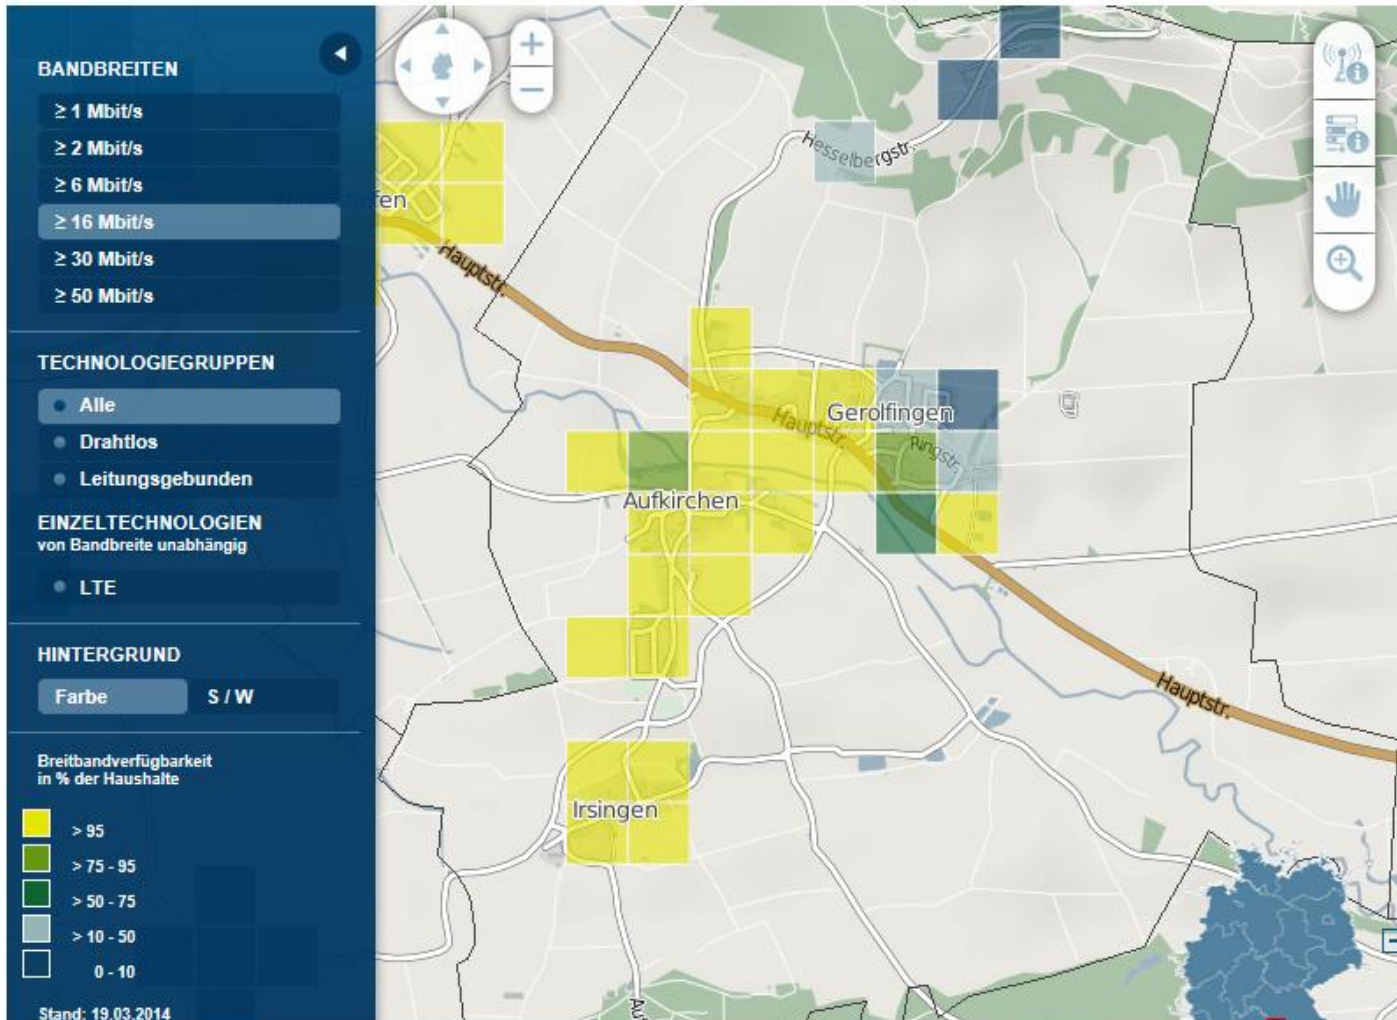 BANDBREITEN
≥ 1 Mbit/s
≥ 2 Mbit/s
≥ 6 Mbit/s
≥ 16 Mbit/s
≥ 30 Mbit/s
≥ 50 Mbit/s
TECHNOLOGIEGRUPPEN
Alle
Drahtlos
Leitungsgebunden
EINZELTECHNOLOGIEN
von Bandbreite unabhängig
LTE
HINTERGRUND
Farbe
S / W
Breitbandverfügbarkeit
in % der Haushalte
> 95
> 75 - 95
> 50 - 75
> 10 - 50
0 - 10
Stand: 19.03.2014
Hesselbergstr.
Hauptstr.
Gerolfingen
Hauptstr.
Ringstr.
Aufkirchen
Hauptstr.
Irsingen